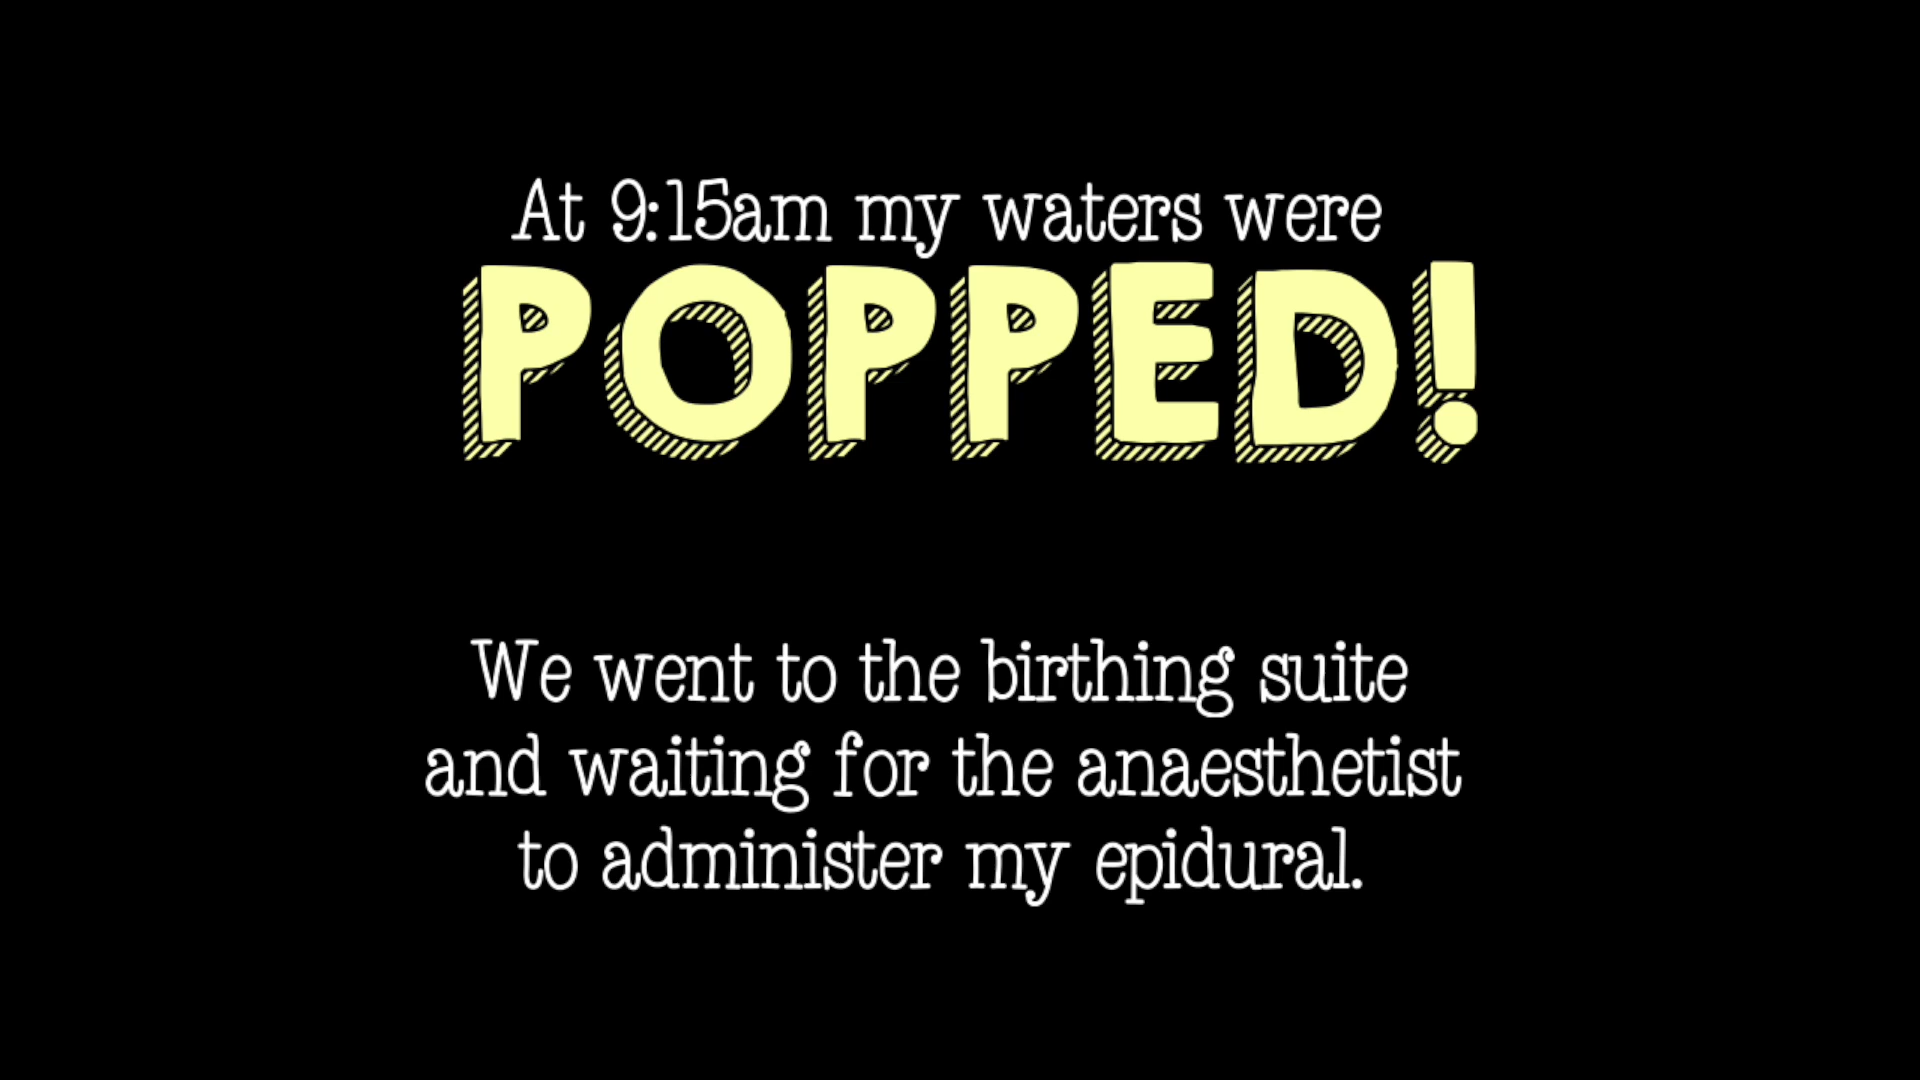 At 9:15am my waters were
POPPED!
We went to the birthing suite
and waiting for the anaesthetist
to administer my epidural.